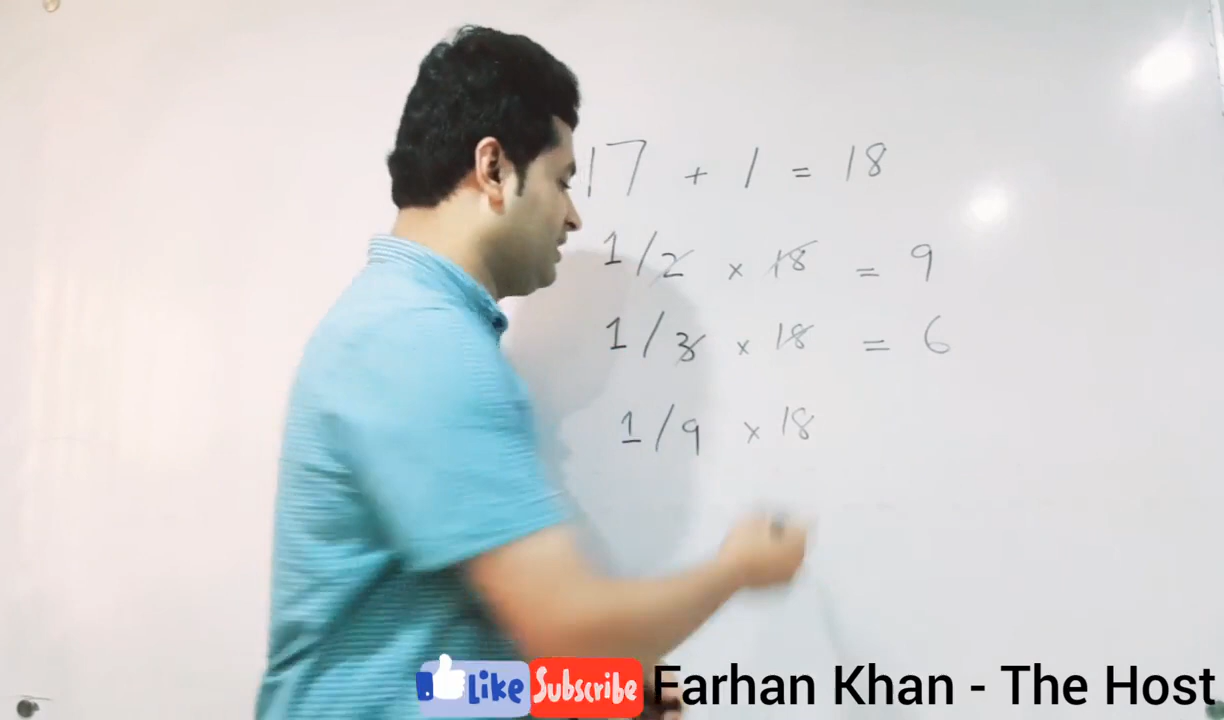 17 + 1 = 18
1/2 × 18 = 9
1/3 × 18 = 6
1/9 × 18
Like Subscribe Farhan Khan - The Host